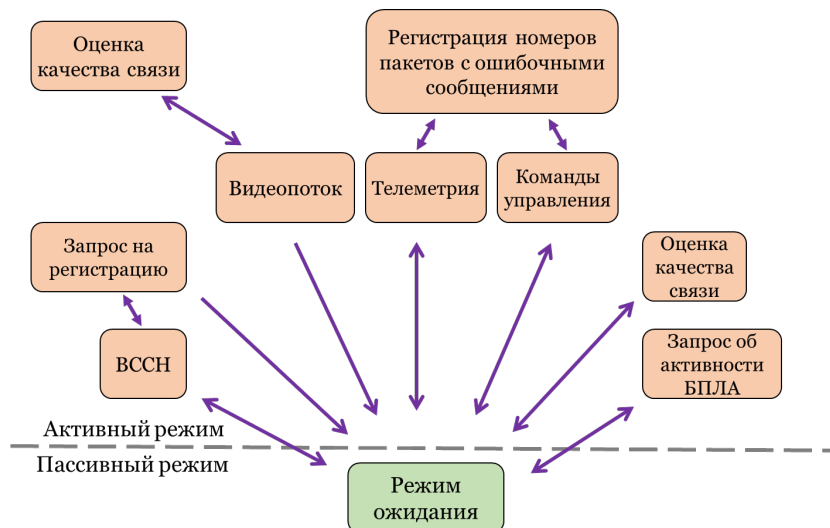 Оценка
качества связи
Регистрация номеров
пакетов с ошибочными
сообщениями
Видеопоток
Телеметрия
Команды
управления
Запрос на
регистрацию
Оценка
качества
связи
ВССН
Запрос об
активности
БПЛА
Активный режим
Пассивный режим
Режим
ожидания